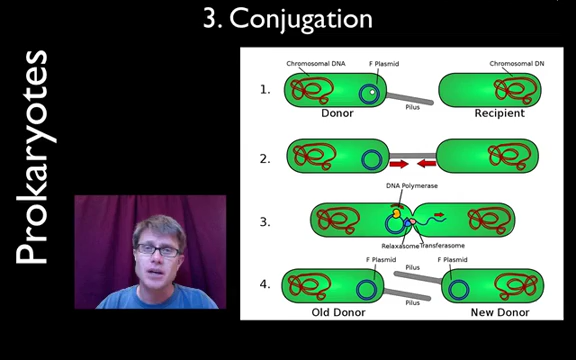 3. Conjugation
Prokaryotes
Chromosomal DNA
F Plasmid
Chromosomal DN
1.
Pilus
Donor
Recipient
2.
DNA Polymerase
3.
Relaxasome
Transferasome
F Plasmid
Pilus
F Plasmid
4.
Pilus
Old Donor
New Donor